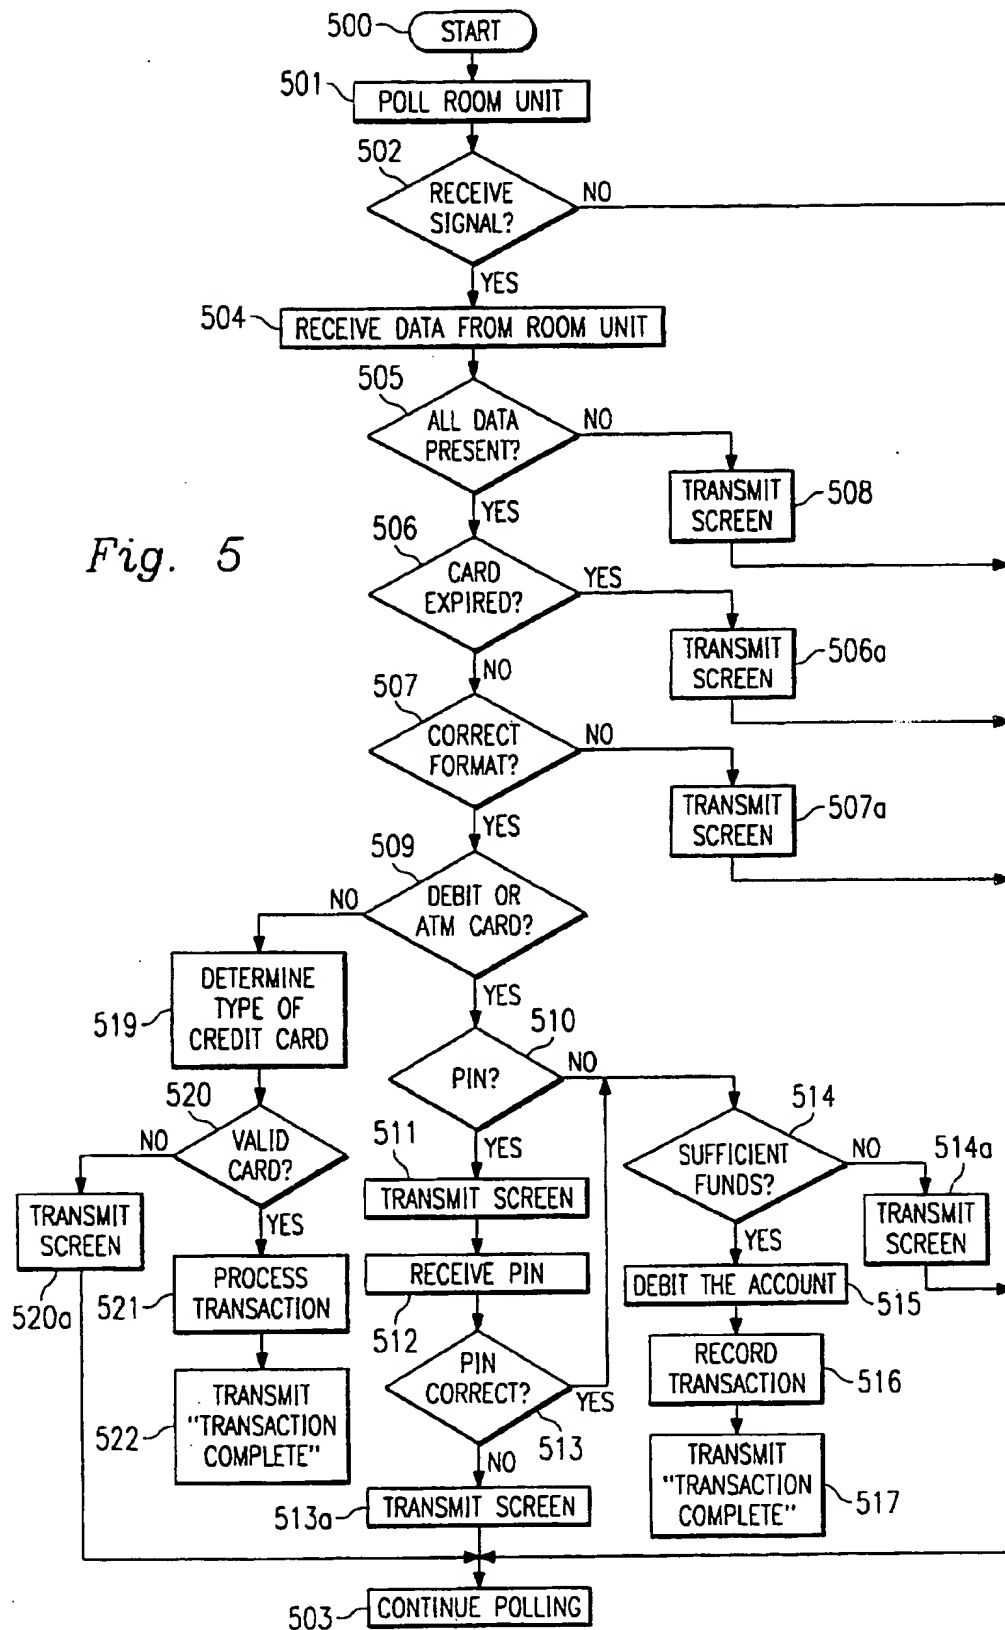 500
START
501
POLL ROOM UNIT
502
RECEIVE
SIGNAL?
NO
YES
504
RECEIVE DATA FROM ROOM UNIT
505
ALL DATA
PRESENT?
NO
YES
TRANSMIT
SCREEN
508
Fig. 5
506
CARD
EXPIRED?
YES
NO
TRANSMIT
SCREEN
506a
507
CORRECT
FORMAT?
NO
YES
TRANSMIT
SCREEN
507a
509
DEBIT OR
ATM CARD?
NO
YES
DETERMINE
TYPE OF
CREDIT CARD
519
510
PIN?
NO
YES
520
VALID
CARD?
NO
YES
511
TRANSMIT SCREEN
514
SUFFICIENT
FUNDS?
NO
YES
514a
TRANSMIT
SCREEN
TRANSMIT
SCREEN
520a
PROCESS
TRANSACTION
521
RECEIVE PIN
512
DEBIT THE ACCOUNT
515
PIN
CORRECT?
YES
513
NO
RECORD
TRANSACTION
516
TRANSMIT
"TRANSACTION
COMPLETE"
522
TRANSMIT
"TRANSACTION
COMPLETE"
517
513a
TRANSMIT SCREEN
503
CONTINUE POLLING